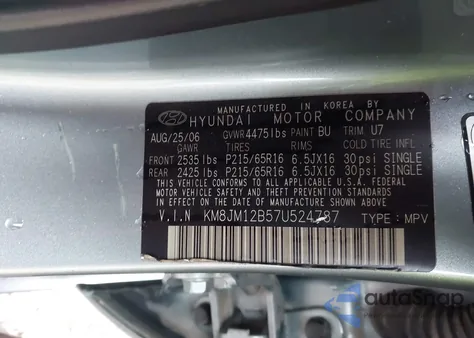 MANUFACTURED IN KOREA BY
HYUNDAI MOTOR COMPANY
AUG/25/06 GVWR 4475lbs PAINT BU TRIM U7
GAWR TIRES RIMS COLD TIRE INFL
FRONT 2535lbs P215/65R16 6.5JX16 30psi SINGLE
REAR 2425lbs P215/65R16 6.5JX16 30psi SINGLE
THIS VEHICLE CONFORMS TO ALL APPLICABLE U.S.A. FEDERAL
MOTOR VEHICLE SAFETY AND THEFT PREVENTION STANDARDS IN
EFFECT ON THE DATE OF MANUFACTURE SHOWN ABOVE
V.I.N KM8JM12B57U524787 TYPE: MPV
autoSnap